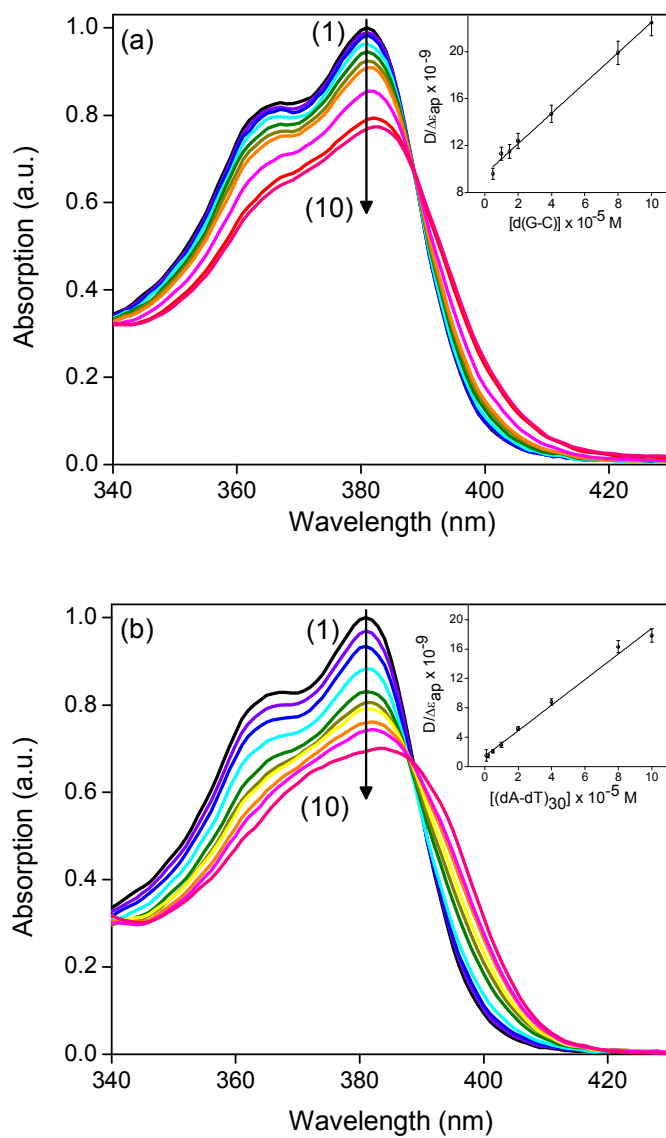 (a)
(1)
(10)
1.0
0.8
0.6
0.4
0.2
0.0
Absorption (a.u.)
340 360 380 400 420
Wavelength (nm)
D/Δεap x 10-9
20
16
12
8
0 2 4 6 8 10
[d(G-C)] x 10-5 M
(b)
(1)
(10)
1.0
0.8
0.6
0.4
0.2
0.0
Absorption (a.u.)
340 360 380 400 420
Wavelength (nm)
D/Δεap x 10-9
20
16
12
8
4
0
0 2 4 6 8 10
[(dA-dT)30] x 10-5 M